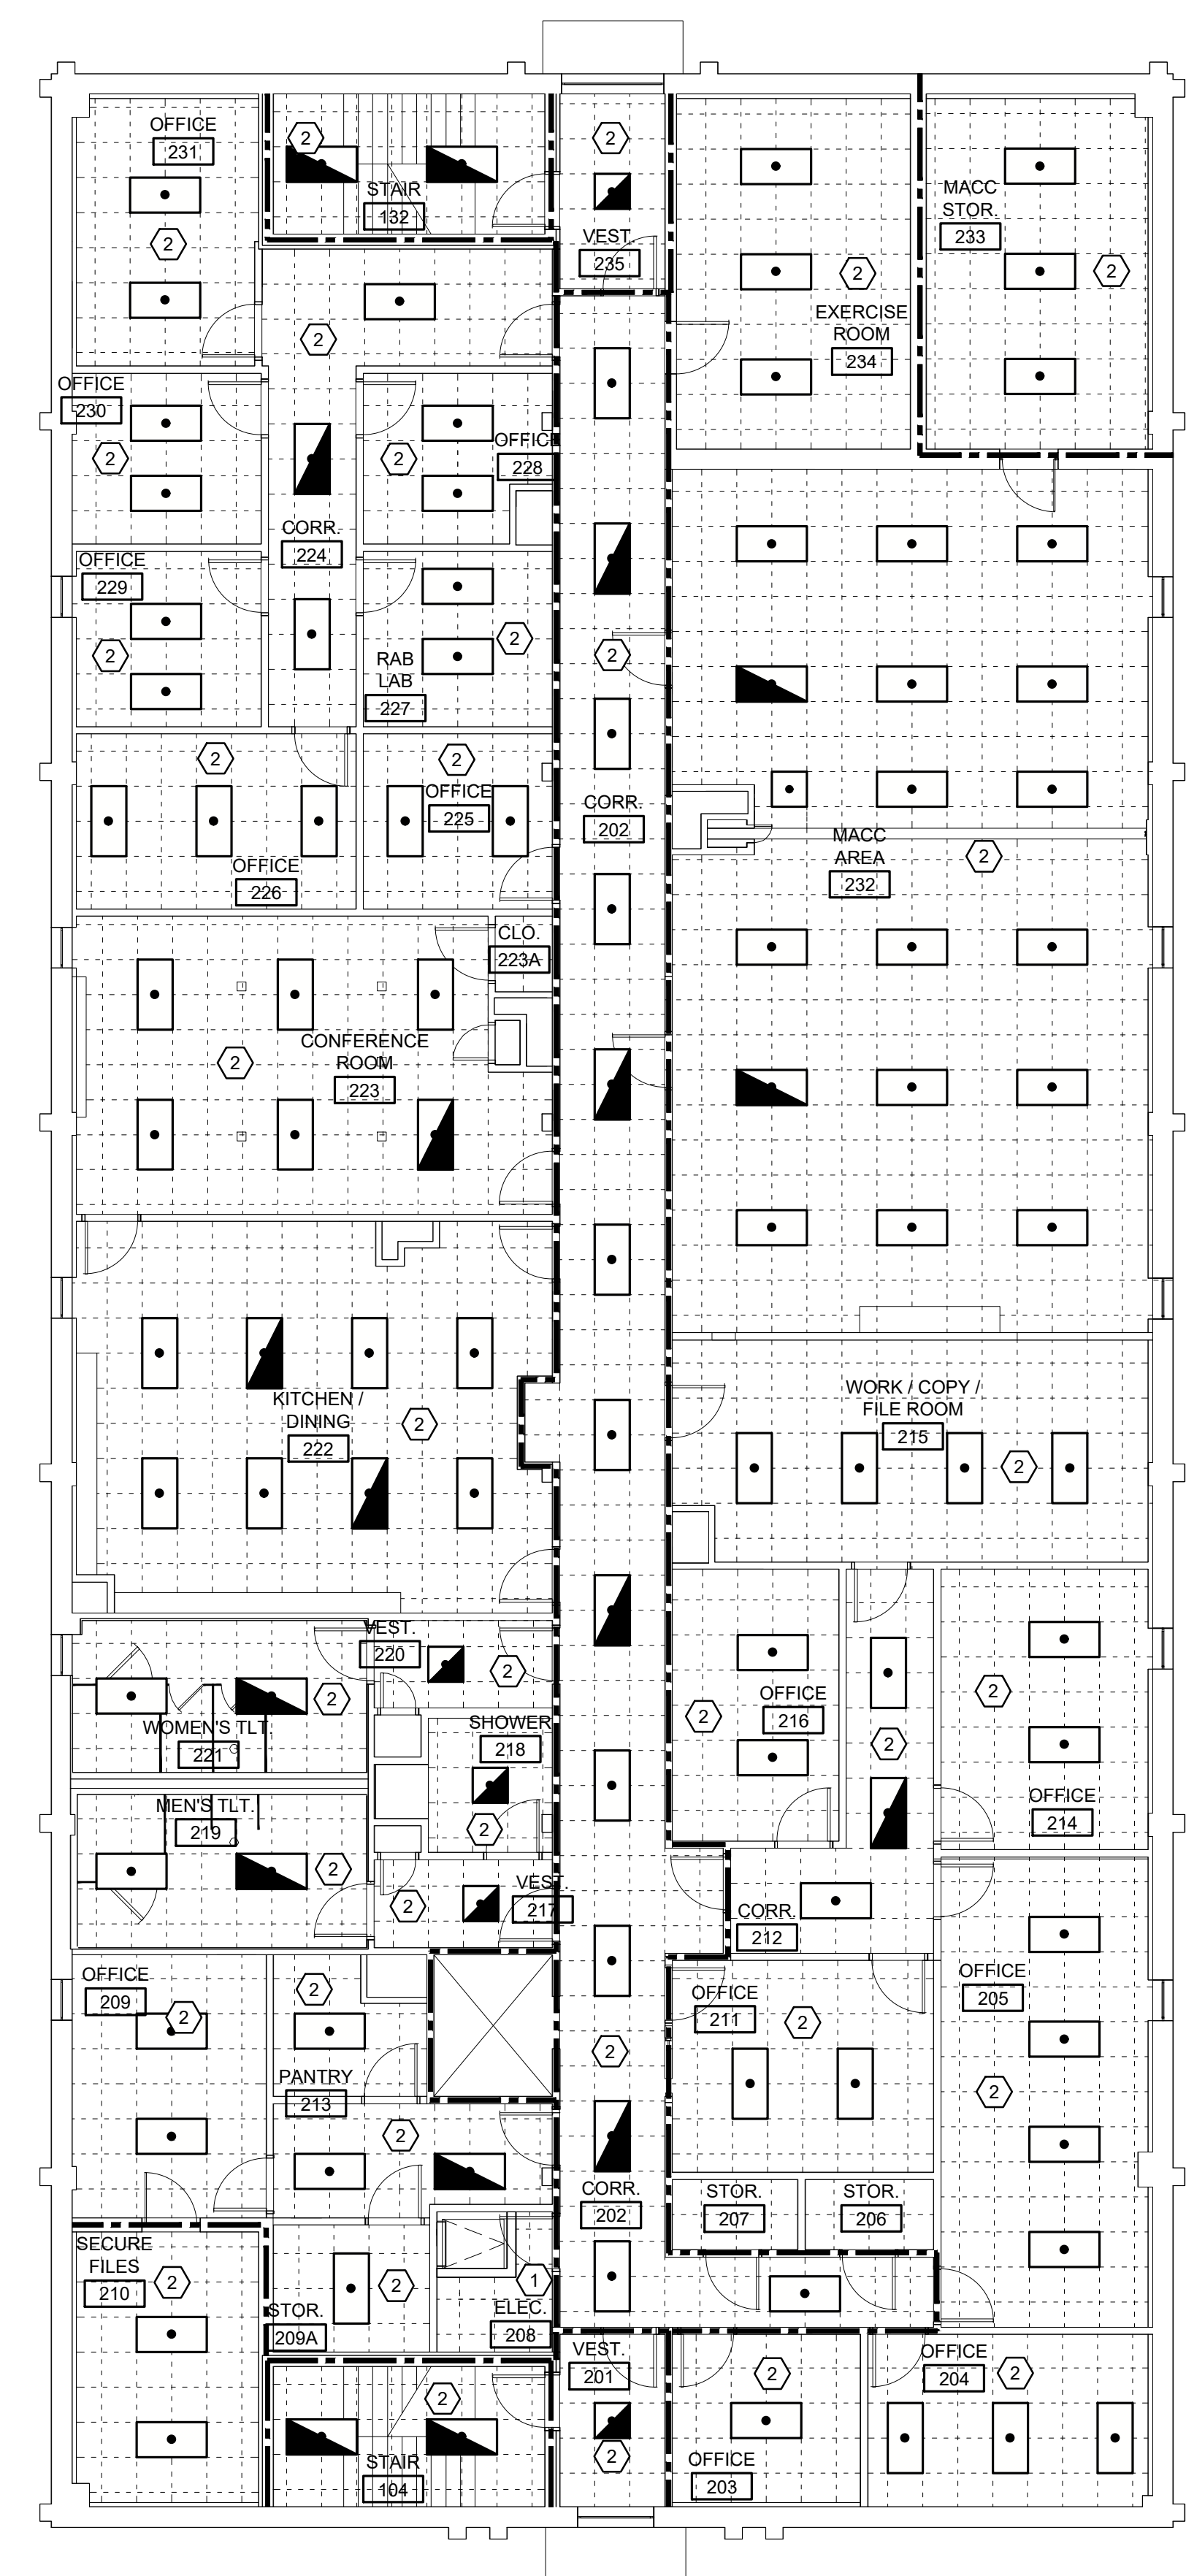 OFFICE
231
2
2
STAIR
132
2
VEST.
235
2
EXERCISE
ROOM
234
MACC
STOR.
233
2
2
OFFICE
230
2
2
OFFICE
228
CORR.
224
OFFICE
229
2
RAB
LAB
227
2
2
2
OFFICE
226
2
OFFICE
225
CORR.
202
MACC
AREA
232
2
CLO.
223A
CONFERENCE
ROOM
223
2
KITCHEN /
DINING
222
2
WORK / COPY /
FILE ROOM
215
2
VEST.
220
2
WOMEN'S TLT
221
2
SHOWER
218
2
MEN'S TLT.
219
2
VEST.
217
2
OFFICE
216
2
2
2
OFFICE
214
CORR.
212
OFFICE
209
2
2
PANTRY
213
2
2
OFFICE
211
2
OFFICE
205
2
CORR.
202
STOR.
207
STOR.
206
SECURE
FILES
210
2
2
STOR.
209A
1
ELEC.
208
VEST.
201
2
2
STAIR
104
2
OFFICE
203
OFFICE
204
2